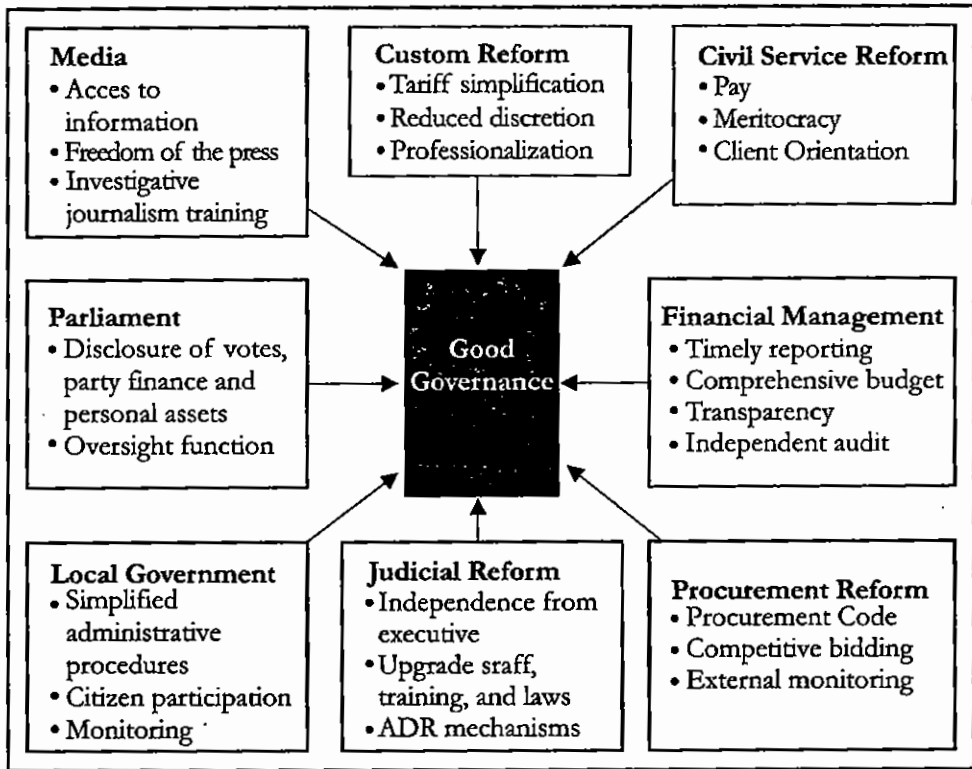 Media
• Acces to
information
• Freedom of the press
• Investigative
journalism training
Custom Reform
• Tariff simplification
• Reduced discretion
• Professionalization
Civil Service Reform
• Pay
• Meritocracy
• Client Orientation
Parliament
• Disclosure of votes,
party finance and
personal assets
• Oversight function
Good
Governance
Financial Management
• Timely reporting
• Comprehensive budget
• Transparency
• Independent audit
Local Government
• Simplified
administrative
procedures
• Citizen participation
• Monitoring
Judicial Reform
• Independence from
executive
• Upgrade sraff,
training, and laws
• ADR mechanisms
Procurement Reform
• Procurement Code
• Competitive bidding
• External monitoring